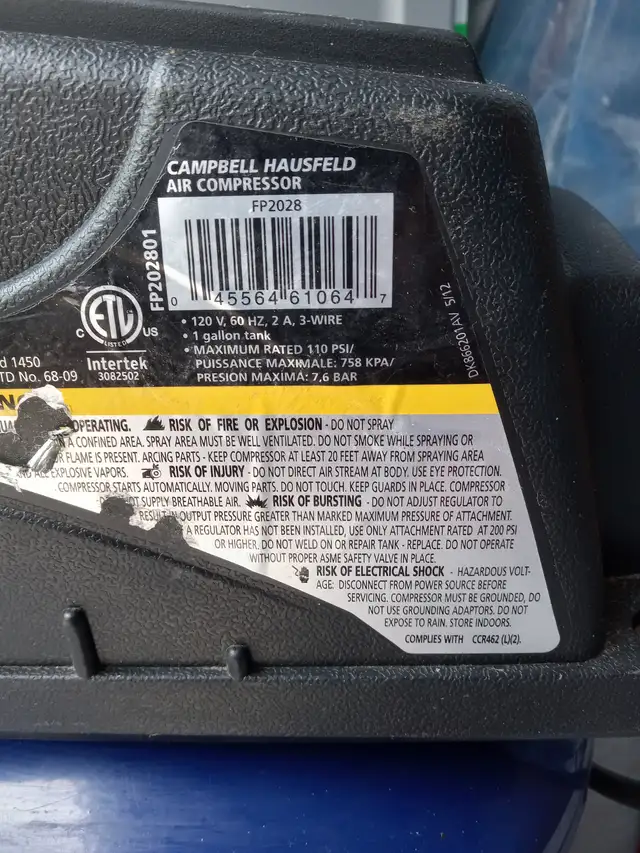 CAMPBELL HAUSFELD
AIR COMPRESSOR
FP2028
FP202801
0 45564 61064 7
DK866201AV 5/12
C ETL US
LISTED
Intertek
3082502
• 120 V, 60 HZ, 2 A, 3-WIRE
• 1 gallon tank
• MAXIMUM RATED 110 PSI/
PUISSANCE MAXIMALE: 758 KPA/
PRESION MAXIMA: 7,6 BAR
d 1450
TD No. 68-09
OPERATING. RISK OF FIRE OR EXPLOSION - DO NOT SPRAY
IN A CONFINED AREA. SPRAY AREA MUST BE WELL VENTILATED. DO NOT SMOKE WHILE SPRAYING OR
FLAME IS PRESENT. ARCING PARTS - KEEP COMPRESSOR AT LEAST 20 FEET AWAY FROM SPRAYING AREA
EXPLOSIVE VAPORS. RISK OF INJURY - DO NOT DIRECT AIR STREAM AT BODY. USE EYE PROTECTION.
COMPRESSOR STARTS AUTOMATICALLY. MOVING PARTS. DO NOT TOUCH. KEEP GUARDS IN PLACE. COMPRESSOR
NOT SUPPLY BREATHABLE AIR. RISK OF BURSTING - DO NOT ADJUST REGULATOR TO
RESULT IN OUTPUT PRESSURE GREATER THAN MARKED MAXIMUM PRESSURE OF ATTACHMENT.
A REGULATOR HAS NOT BEEN INSTALLED, USE ONLY ATTACHMENT RATED AT 200 PSI
OR HIGHER. DO NOT WELD ON OR REPAIR TANK - REPLACE. DO NOT OPERATE
WITHOUT PROPER ASME SAFETY VALVE IN PLACE.
RISK OF ELECTRICAL SHOCK - HAZARDOUS VOLT-
AGE: DISCONNECT FROM POWER SOURCE BEFORE
SERVICING. COMPRESSOR MUST BE GROUNDED, DO
NOT USE GROUNDING ADAPTORS. DO NOT
EXPOSE TO RAIN. STORE INDOORS.
COMPLIES WITH CCR462 (L)(2).